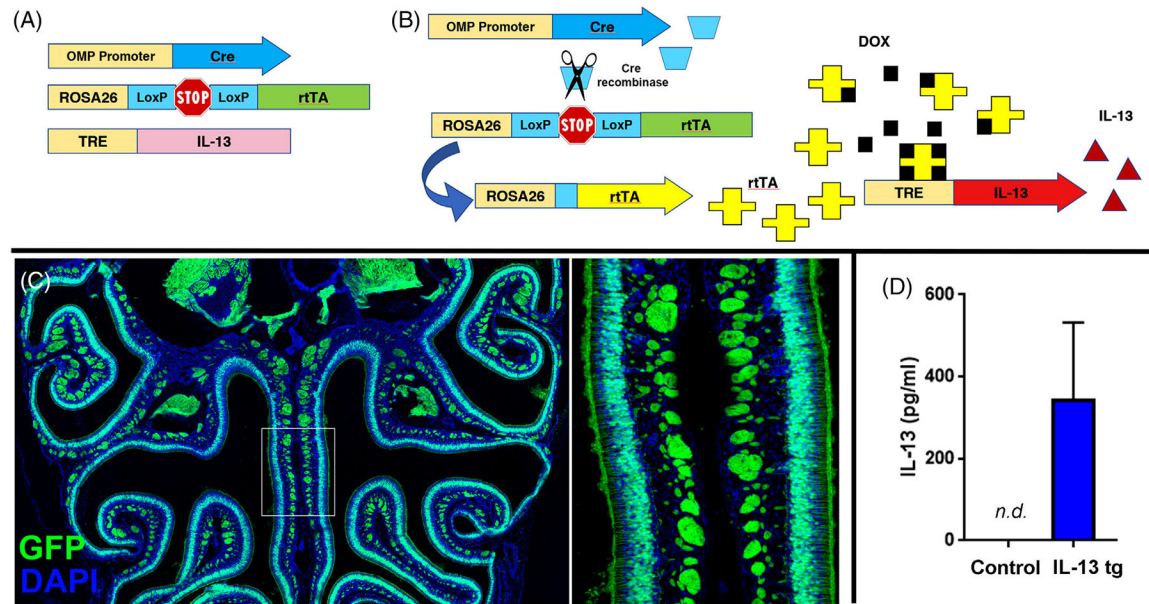 (A)
OMP Promoter Cre
ROSA26 LoxP STOP LoxP rtTA
TRE IL-13
(B)
OMP Promoter Cre
Cre
recombinase
ROSA26 LoxP STOP LoxP rtTA
ROSA26 rtTA
rtTA
DOX
IL-13
TRE IL-13
(C)
GFP
DAPI
(D)
IL-13 (pg/ml)
600
400
200
0
n.d.
Control IL-13 tg